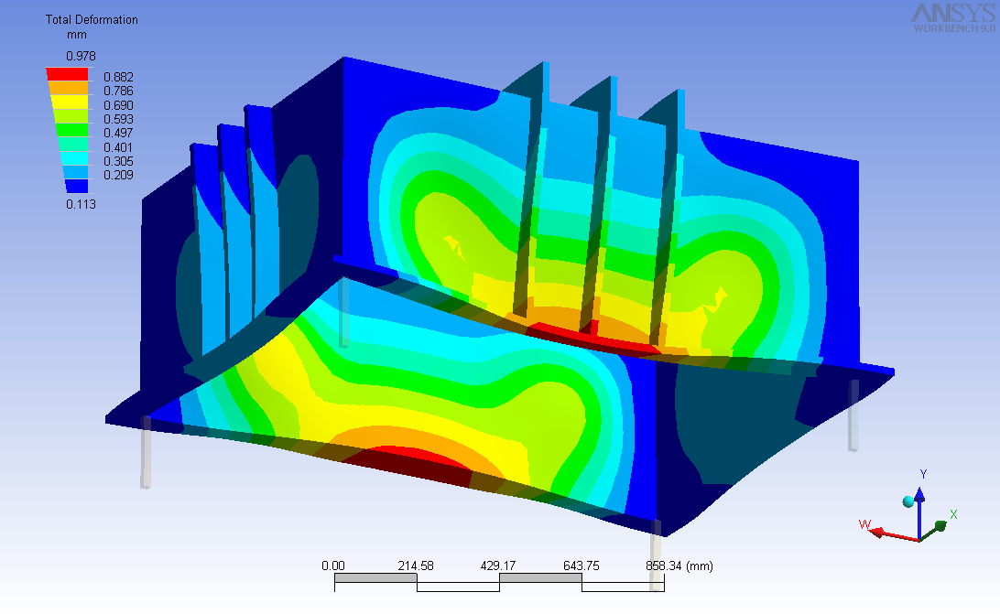 Total Deformation
mm
0.978
0.882
0.786
0.690
0.593
0.497
0.401
0.305
0.209
0.113
ANSYS
WORKBENCH 9.0
Y
X
W
0.00 214.58 429.17 643.75 858.34 (mm)